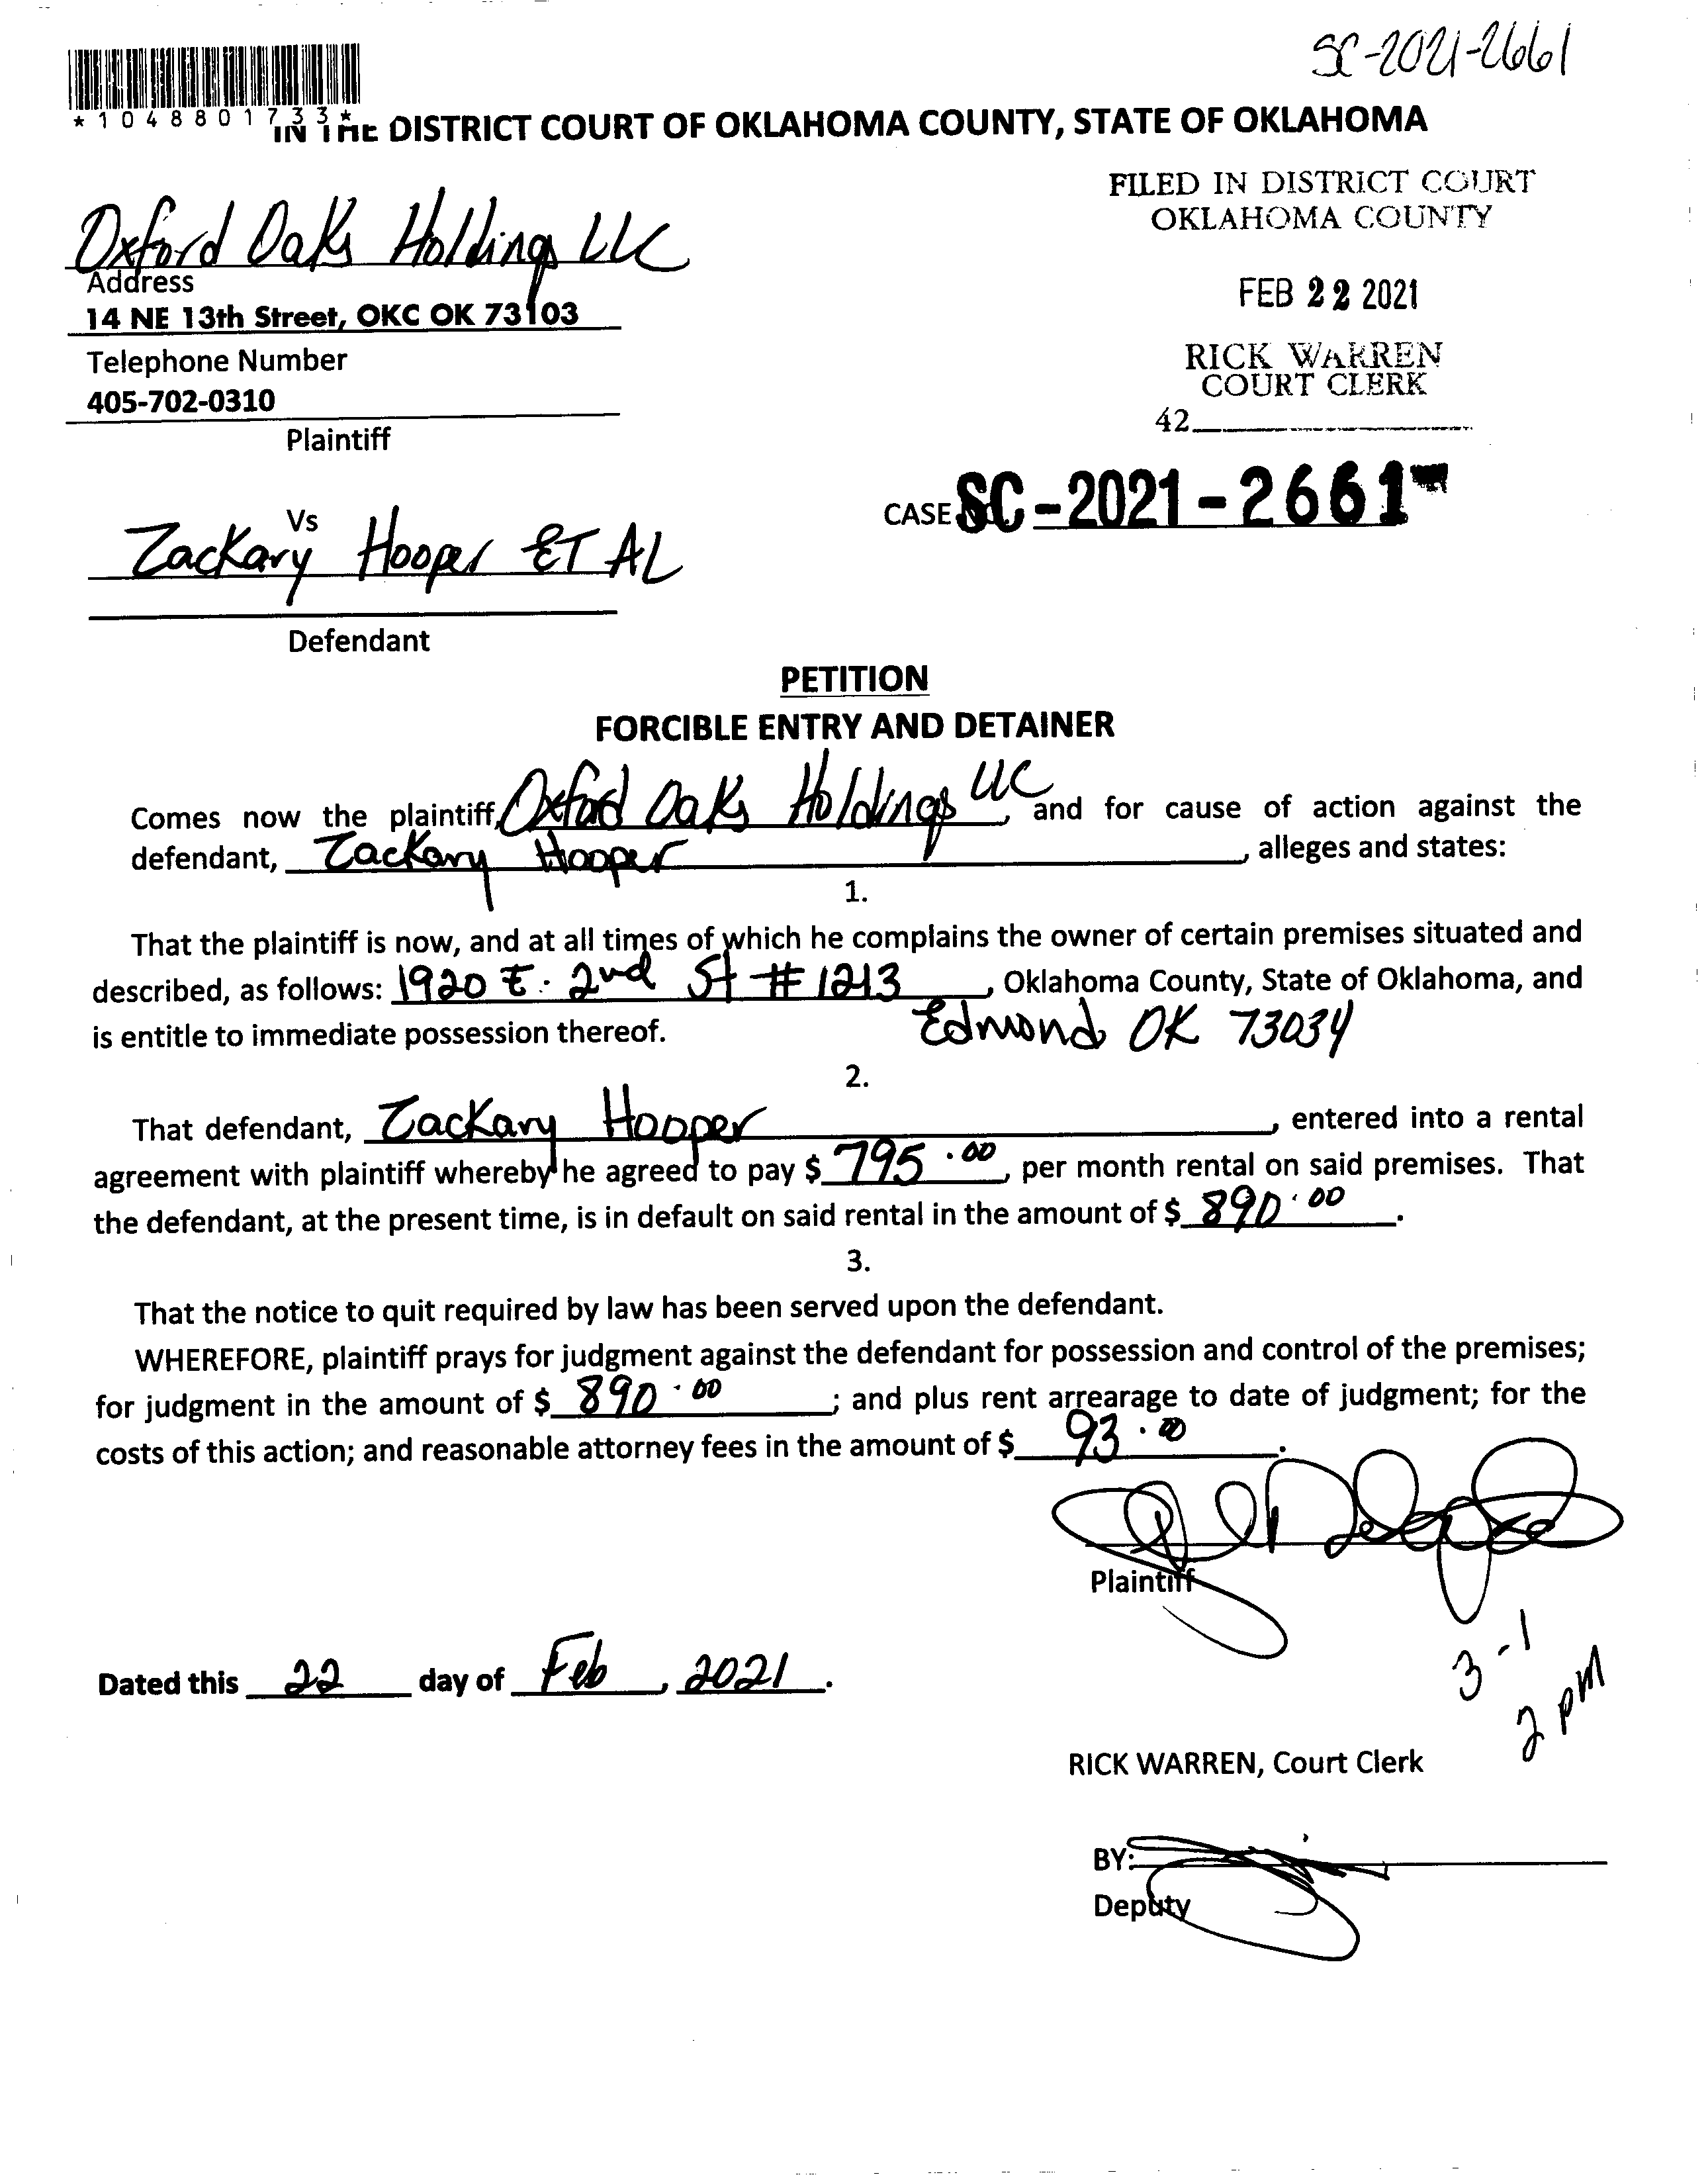 SC-2021-2661
*1048801733*
IN THE DISTRICT COURT OF OKLAHOMA COUNTY, STATE OF OKLAHOMA
FILED IN DISTRICT COURT
OKLAHOMA COUNTY
FEB 22 2021
RICK WARREN
COURT CLERK
42
Oxford Oaks Holdings LLC
Address
14 NE 13th Street, OKC OK 73103
Telephone Number
405-702-0310
Plaintiff
CASE No. SC-2021-2661
Vs
Zackary Hooper ET AL
Defendant
PETITION
FORCIBLE ENTRY AND DETAINER
Comes now the plaintiff, Oxford Oaks Holdings LLC, and for cause of action against the
defendant, Zackary Hooper, alleges and states:
1.
That the plaintiff is now, and at all times of which he complains the owner of certain premises situated and
described, as follows: 1920 E. 2nd St #1213, Oklahoma County, State of Oklahoma, and
is entitle to immediate possession thereof. Edmond OK 73034
2.
That defendant, Zackary Hooper, entered into a rental
agreement with plaintiff whereby he agreed to pay $ 795.00, per month rental on said premises. That
the defendant, at the present time, is in default on said rental in the amount of $ 890.00.
3.
That the notice to quit required by law has been served upon the defendant.
WHEREFORE, plaintiff prays for judgment against the defendant for possession and control of the premises;
for judgment in the amount of $ 890.00; and plus rent arrearage to date of judgment; for the
costs of this action; and reasonable attorney fees in the amount of $ 93.00.
Plaintiff
3-1
2 pm
Dated this 22 day of Feb, 2021.
RICK WARREN, Court Clerk
BY:
Deputy